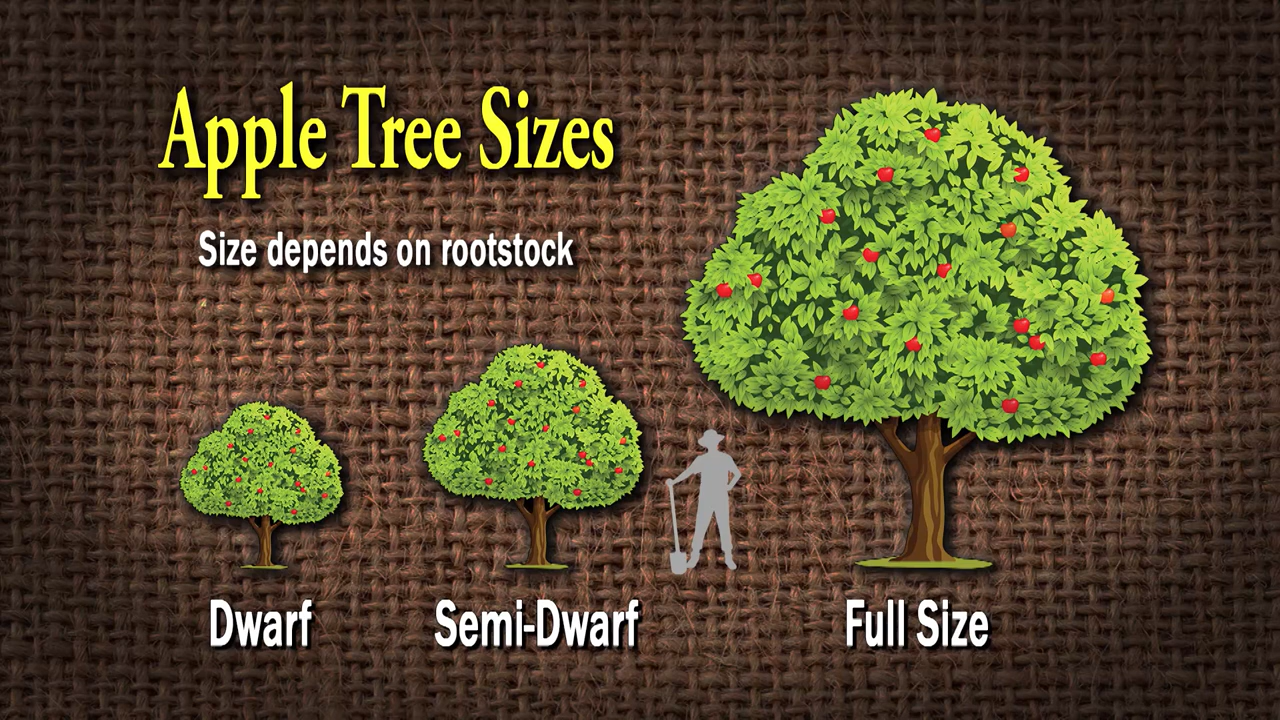 Apple Tree Sizes
Size depends on rootstock
Dwarf
Semi-Dwarf
Full Size